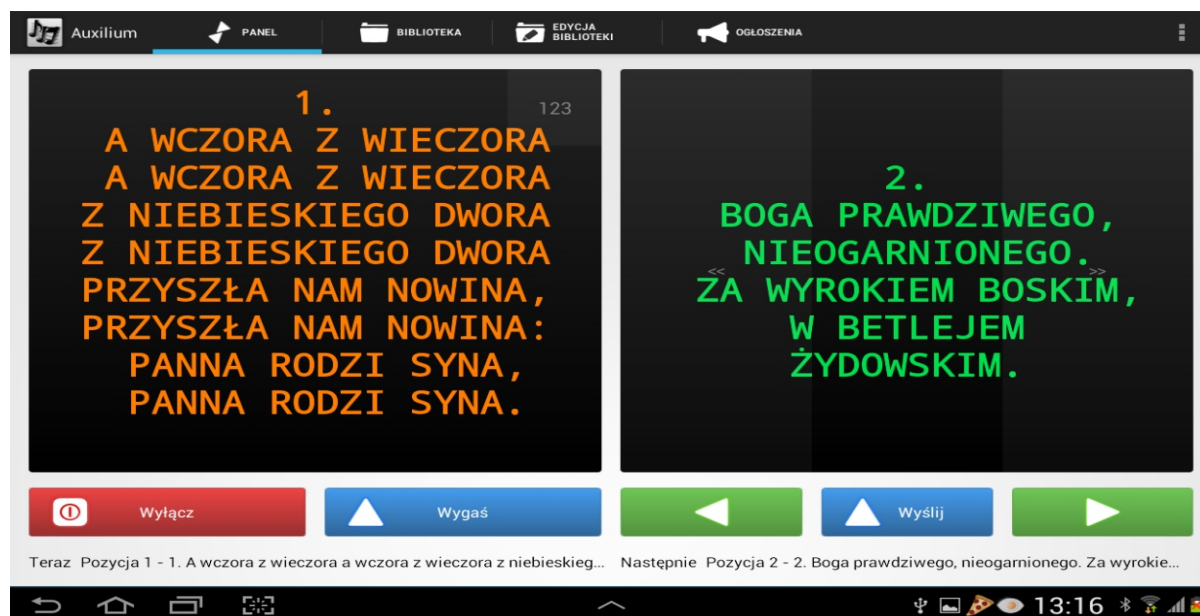 Auxilium
PANEL
BIBLIOTEKA
EDYCJA
BIBLIOTEKI
OGŁOSZENIA
123
1.
A WCZORA Z WIECZORA
A WCZORA Z WIECZORA
Z NIEBIESKIEGO DWORA
Z NIEBIESKIEGO DWORA
PRZYSZŁA NAM NOWINA,
PRZYSZŁA NAM NOWINA:
PANNA RODZI SYNA,
PANNA RODZI SYNA.
2.
BOGA PRAWDZIWEGO,
NIEOGARNIONEGO.
<< >>
ZA WYROKIEM BOSKIM,
W BETLEJEM
ŻYDOWSKIM.
Wyłącz
Wygaś
Wyślij
Teraz Pozycja 1 - 1. A wczora z wieczora a wczora z wieczora z niebieskieg...
Następnie Pozycja 2 - 2. Boga prawdziwego, nieogarnionego. Za wyrokie...
13:16